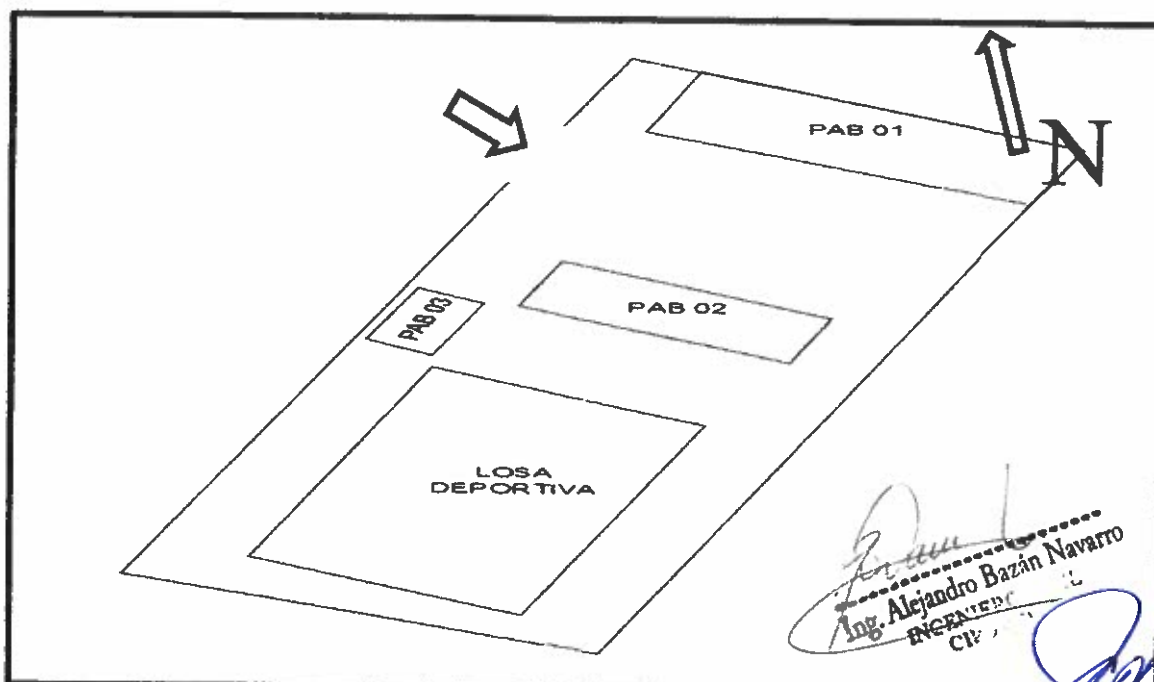 PAB 01
N
PAB 02
PAB 03
LOSA
DEPORTIVA
Ing. Alejandro Bazán Navarro